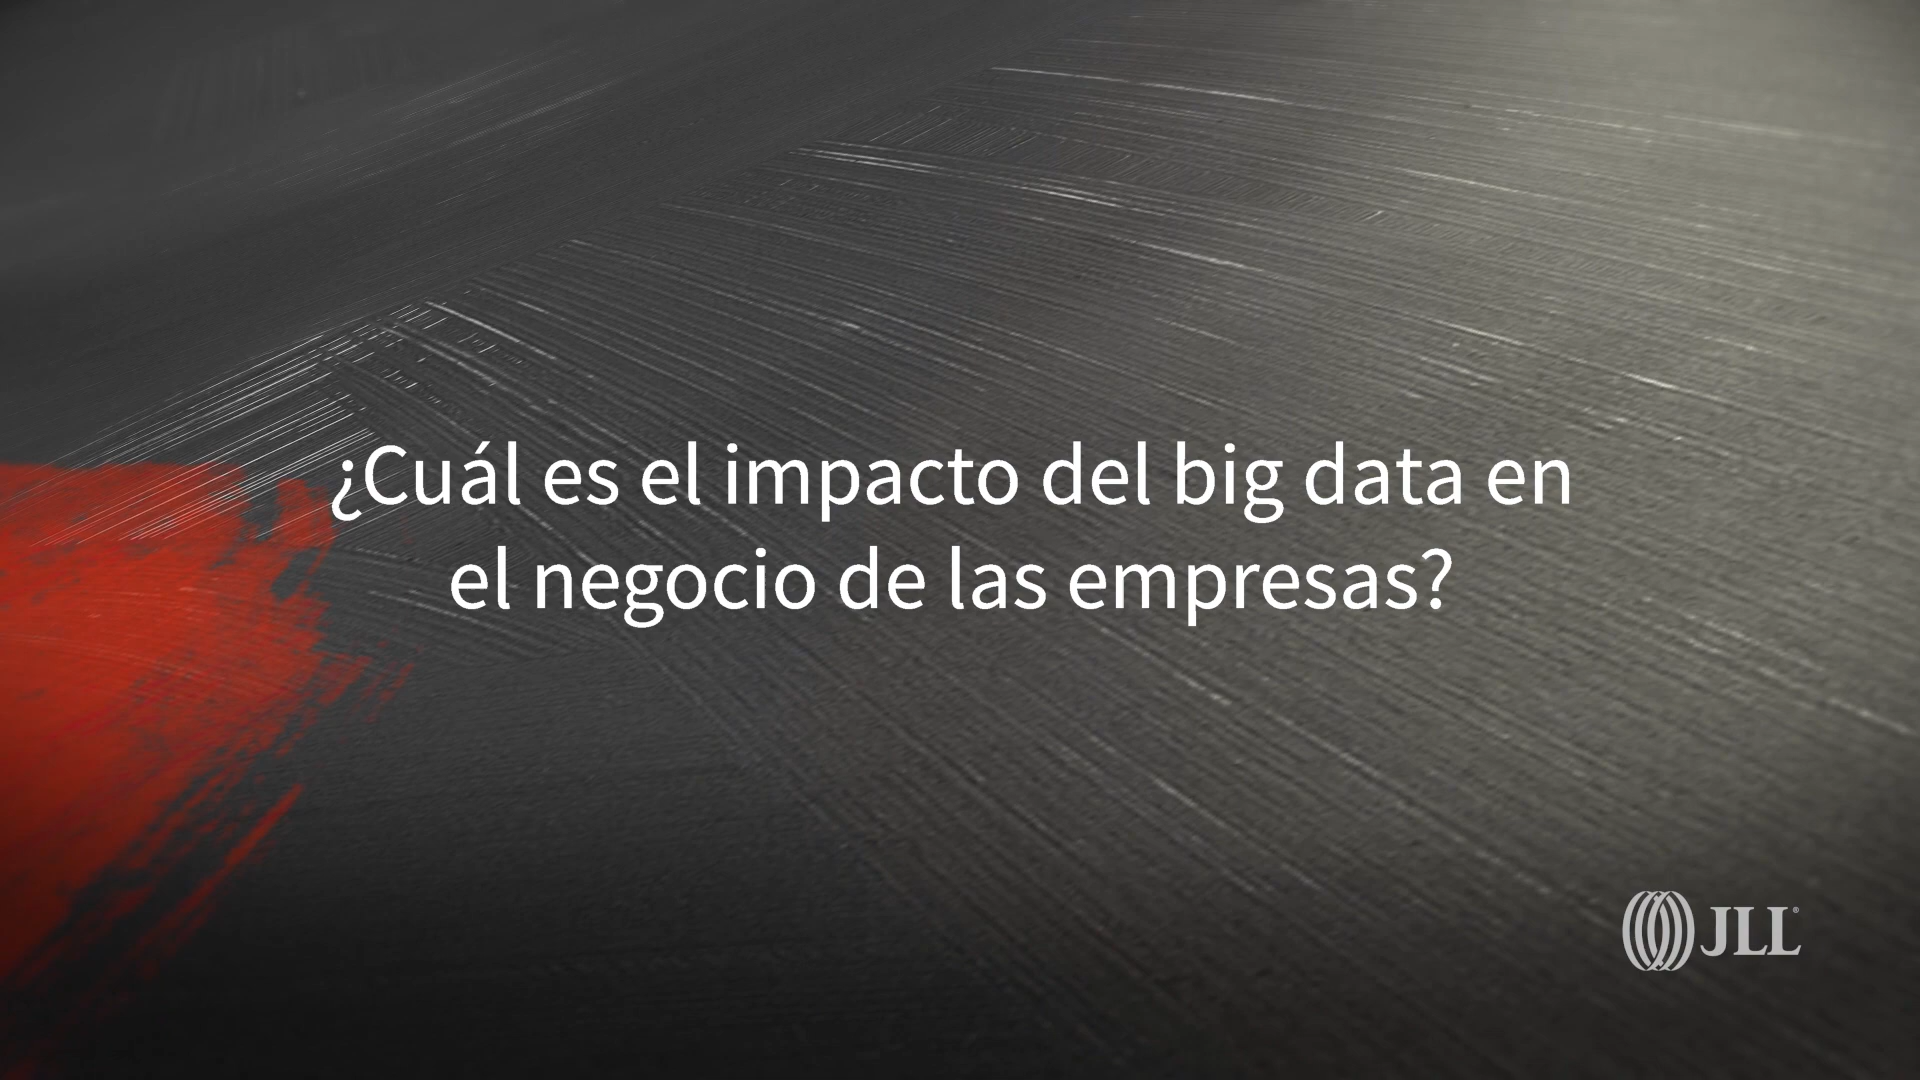 ¿Cuál es el impacto del big data en
el negocio de las empresas?
JLL